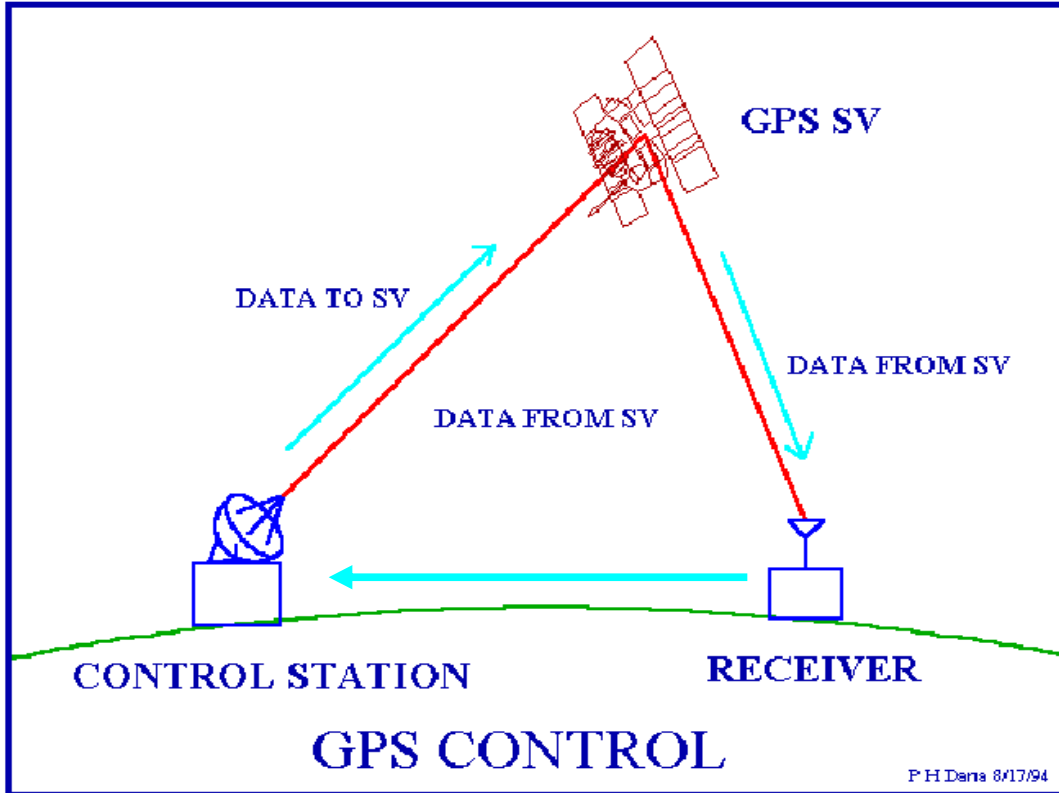 GPS SV
DATA TO SV
DATA FROM SV
DATA FROM SV
CONTROL STATION
RECEIVER
GPS CONTROL
P H Dana 8/17/94